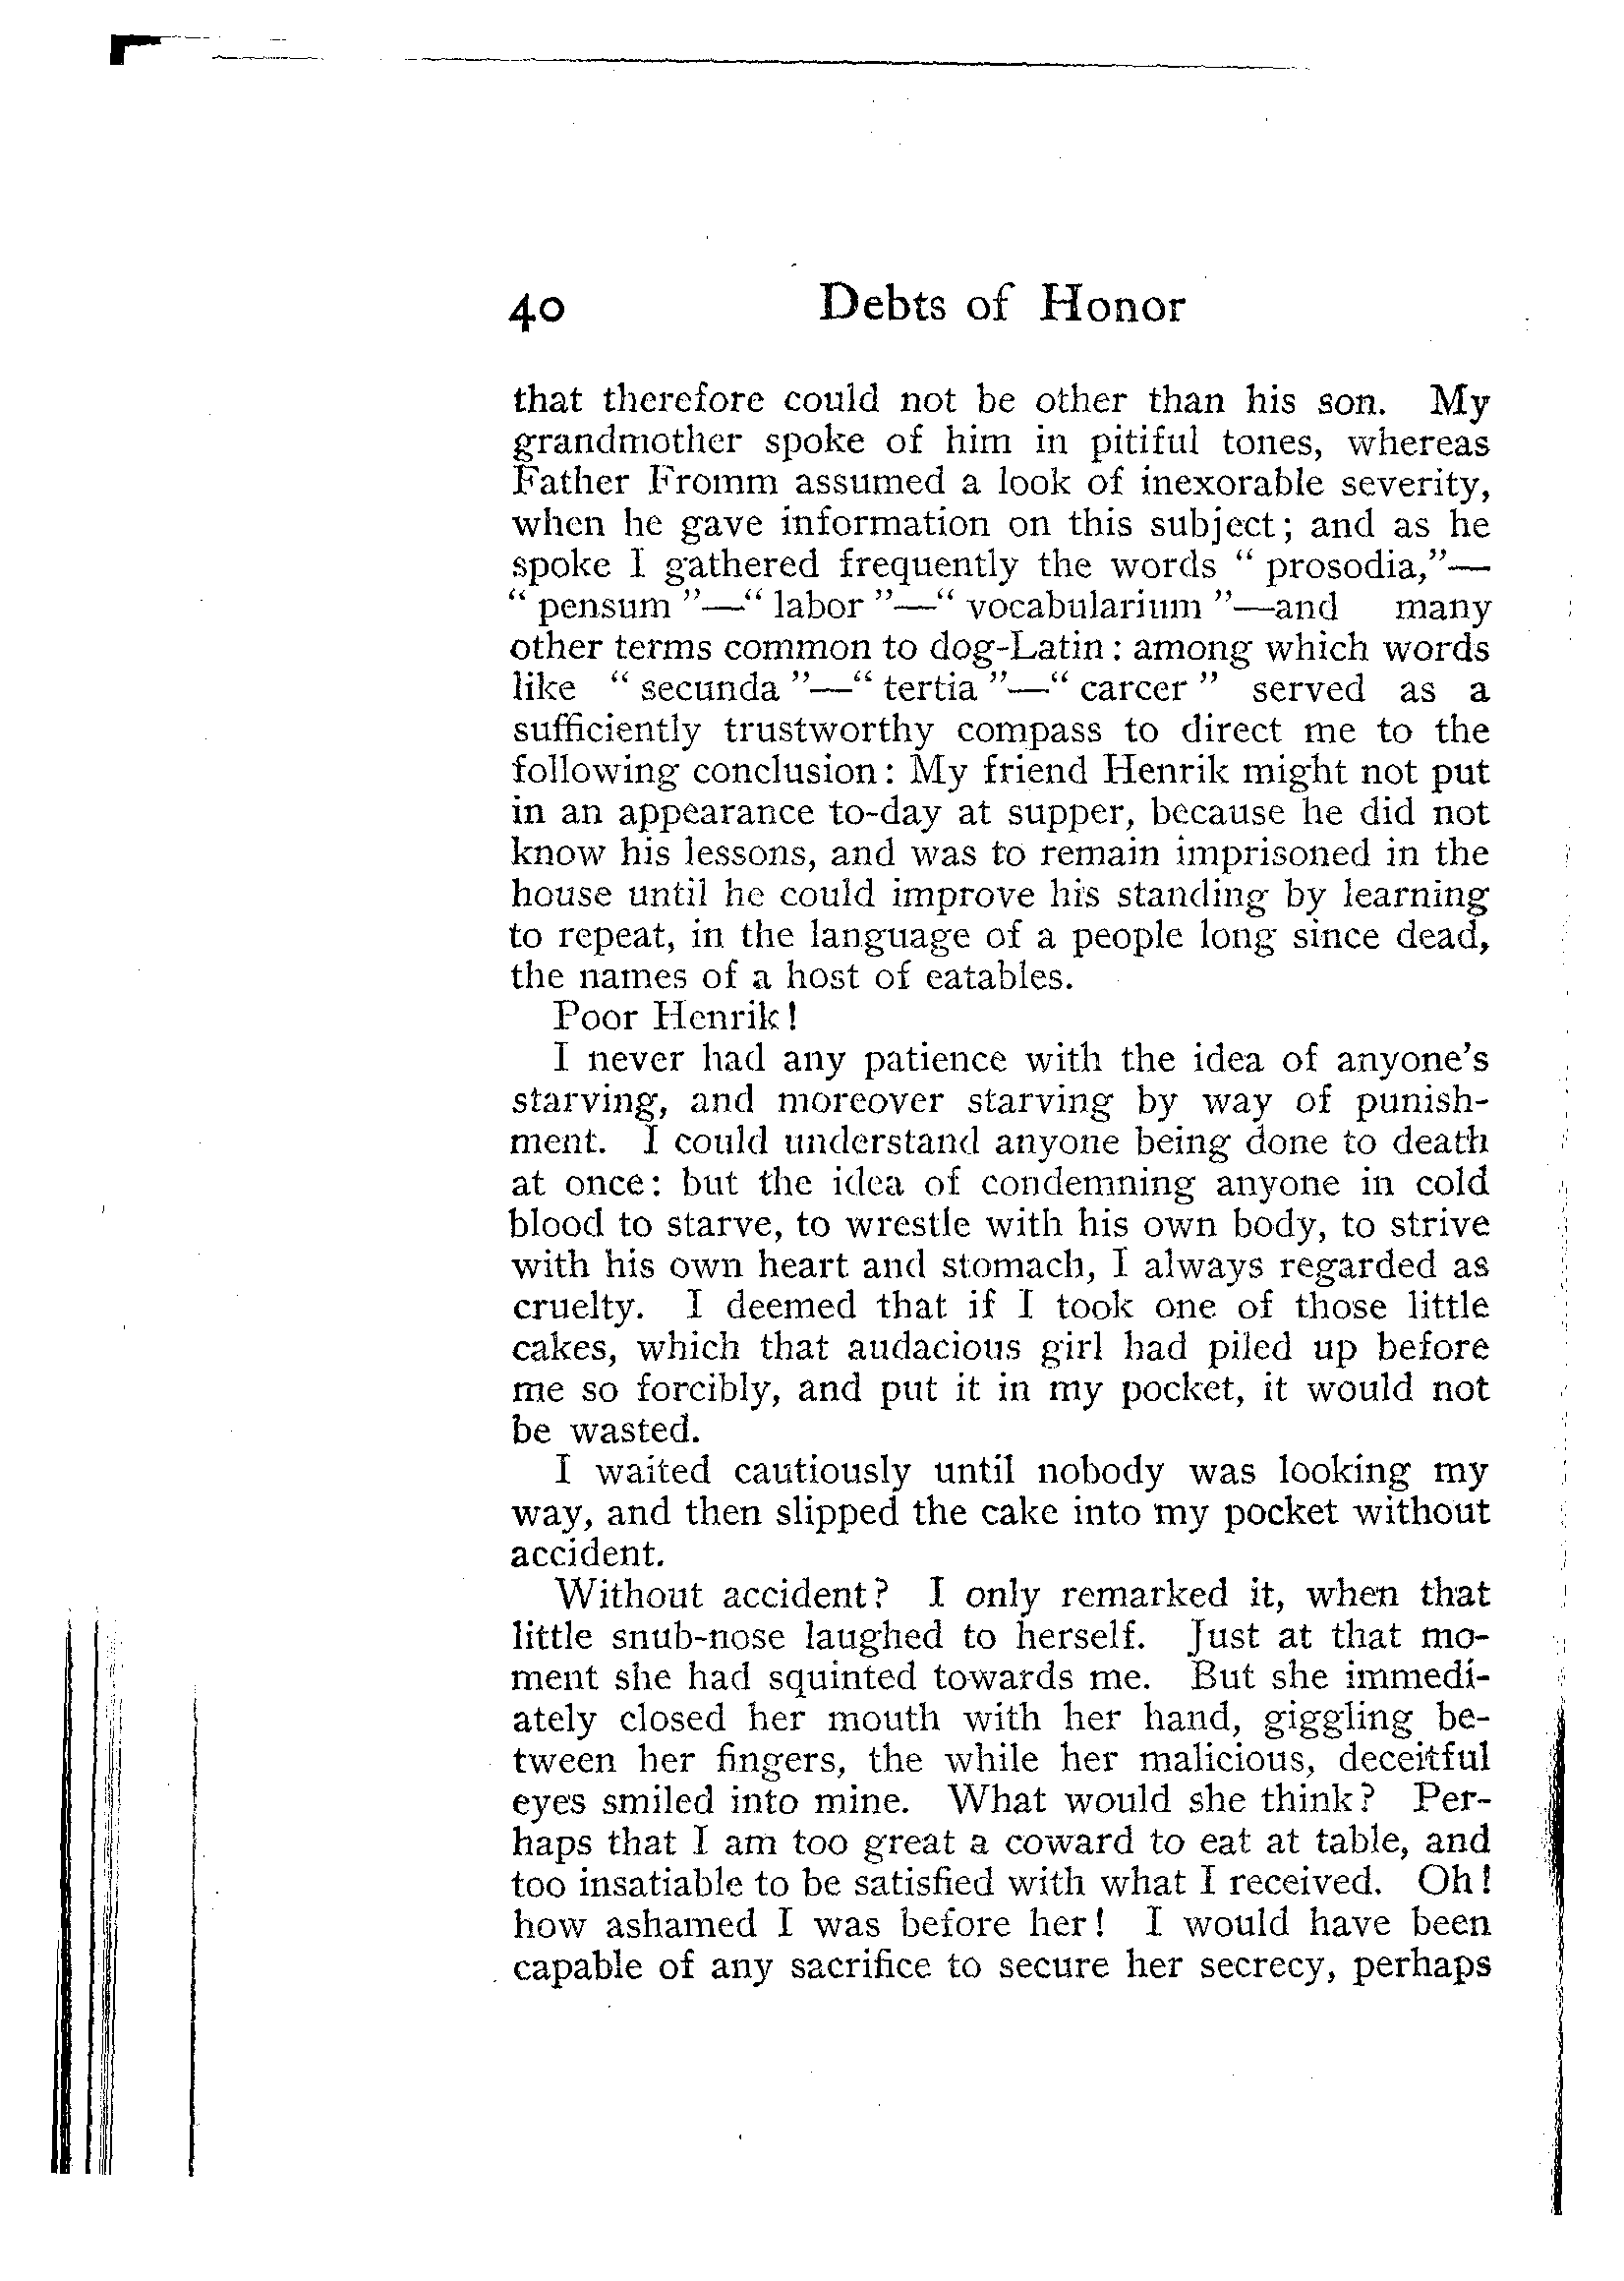 40 Debts of Honor
that therefore could not be other than his son. My
grandmother spoke of him in pitiful tones, whereas
Father Fromm assumed a look of inexorable severity,
when he gave information on this subject; and as he
spoke I gathered frequently the words " prosodia,"—
" pensum "—" labor "—" vocabularium "—and many
other terms common to dog-Latin: among which words
like " secunda "—" tertia "—" carcer " served as a
sufficiently trustworthy compass to direct me to the
following conclusion: My friend Henrik might not put
in an appearance to-day at supper, because he did not
know his lessons, and was to remain imprisoned in the
house until he could improve his standing by learning
to repeat, in the language of a people long since dead,
the names of a host of eatables.
Poor Henrik!
I never had any patience with the idea of anyone's
starving, and moreover starving by way of punish-
ment. I could understand anyone being done to death
at once: but the idea of condemning anyone in cold
blood to starve, to wrestle with his own body, to strive
with his own heart and stomach, I always regarded as
cruelty. I deemed that if I took one of those little
cakes, which that audacious girl had piled up before
me so forcibly, and put it in my pocket, it would not
be wasted.
I waited cautiously until nobody was looking my
way, and then slipped the cake into my pocket without
accident.
Without accident? I only remarked it, when that
little snub-nose laughed to herself. Just at that mo-
ment she had squinted towards me. But she immedi-
ately closed her mouth with her hand, giggling be-
tween her fingers, the while her malicious, deceitful
eyes smiled into mine. What would she think? Per-
haps that I am too great a coward to eat at table, and
too insatiable to be satisfied with what I received. Oh!
how ashamed I was before her! I would have been
capable of any sacrifice to secure her secrecy, perhaps